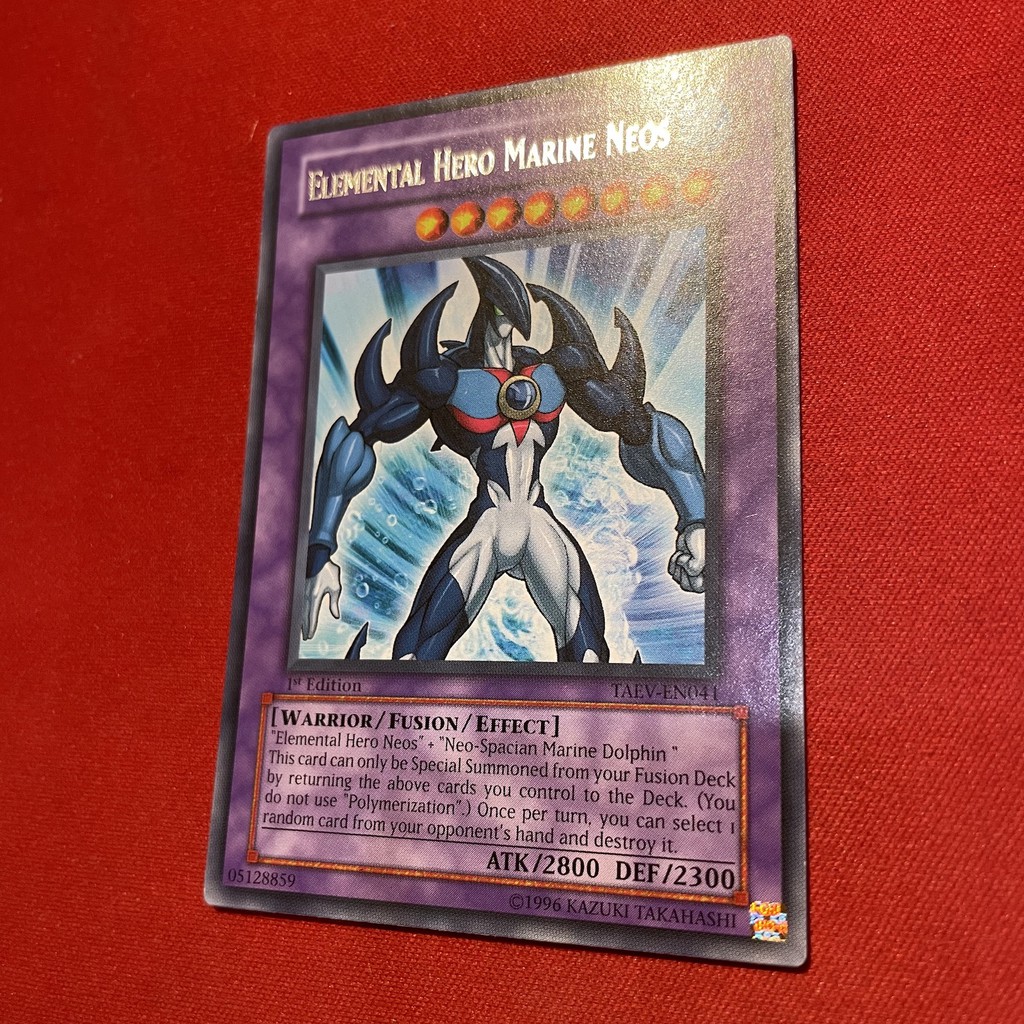 Elemental Hero Marine Neos
1st Edition
TAEV-EN041
[Warrior/Fusion/Effect]
"Elemental Hero Neos" + "Neo-Spacian Marine Dolphin "
This card can only be Special Summoned from your Fusion Deck
by returning the above cards you control to the Deck. (You
do not use "Polymerization".) Once per turn, you can select 1
random card from your opponent's hand and destroy it.
ATK/2800 DEF/2300
05128859
©1996 KAZUKI TAKAHASHI